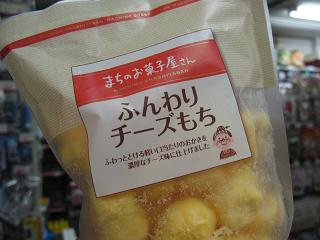 まちのお菓子屋さん
ふんわり
チーズもち
ふわっととける軽い口当たりのおかきを
濃厚なチーズ味に仕上げました